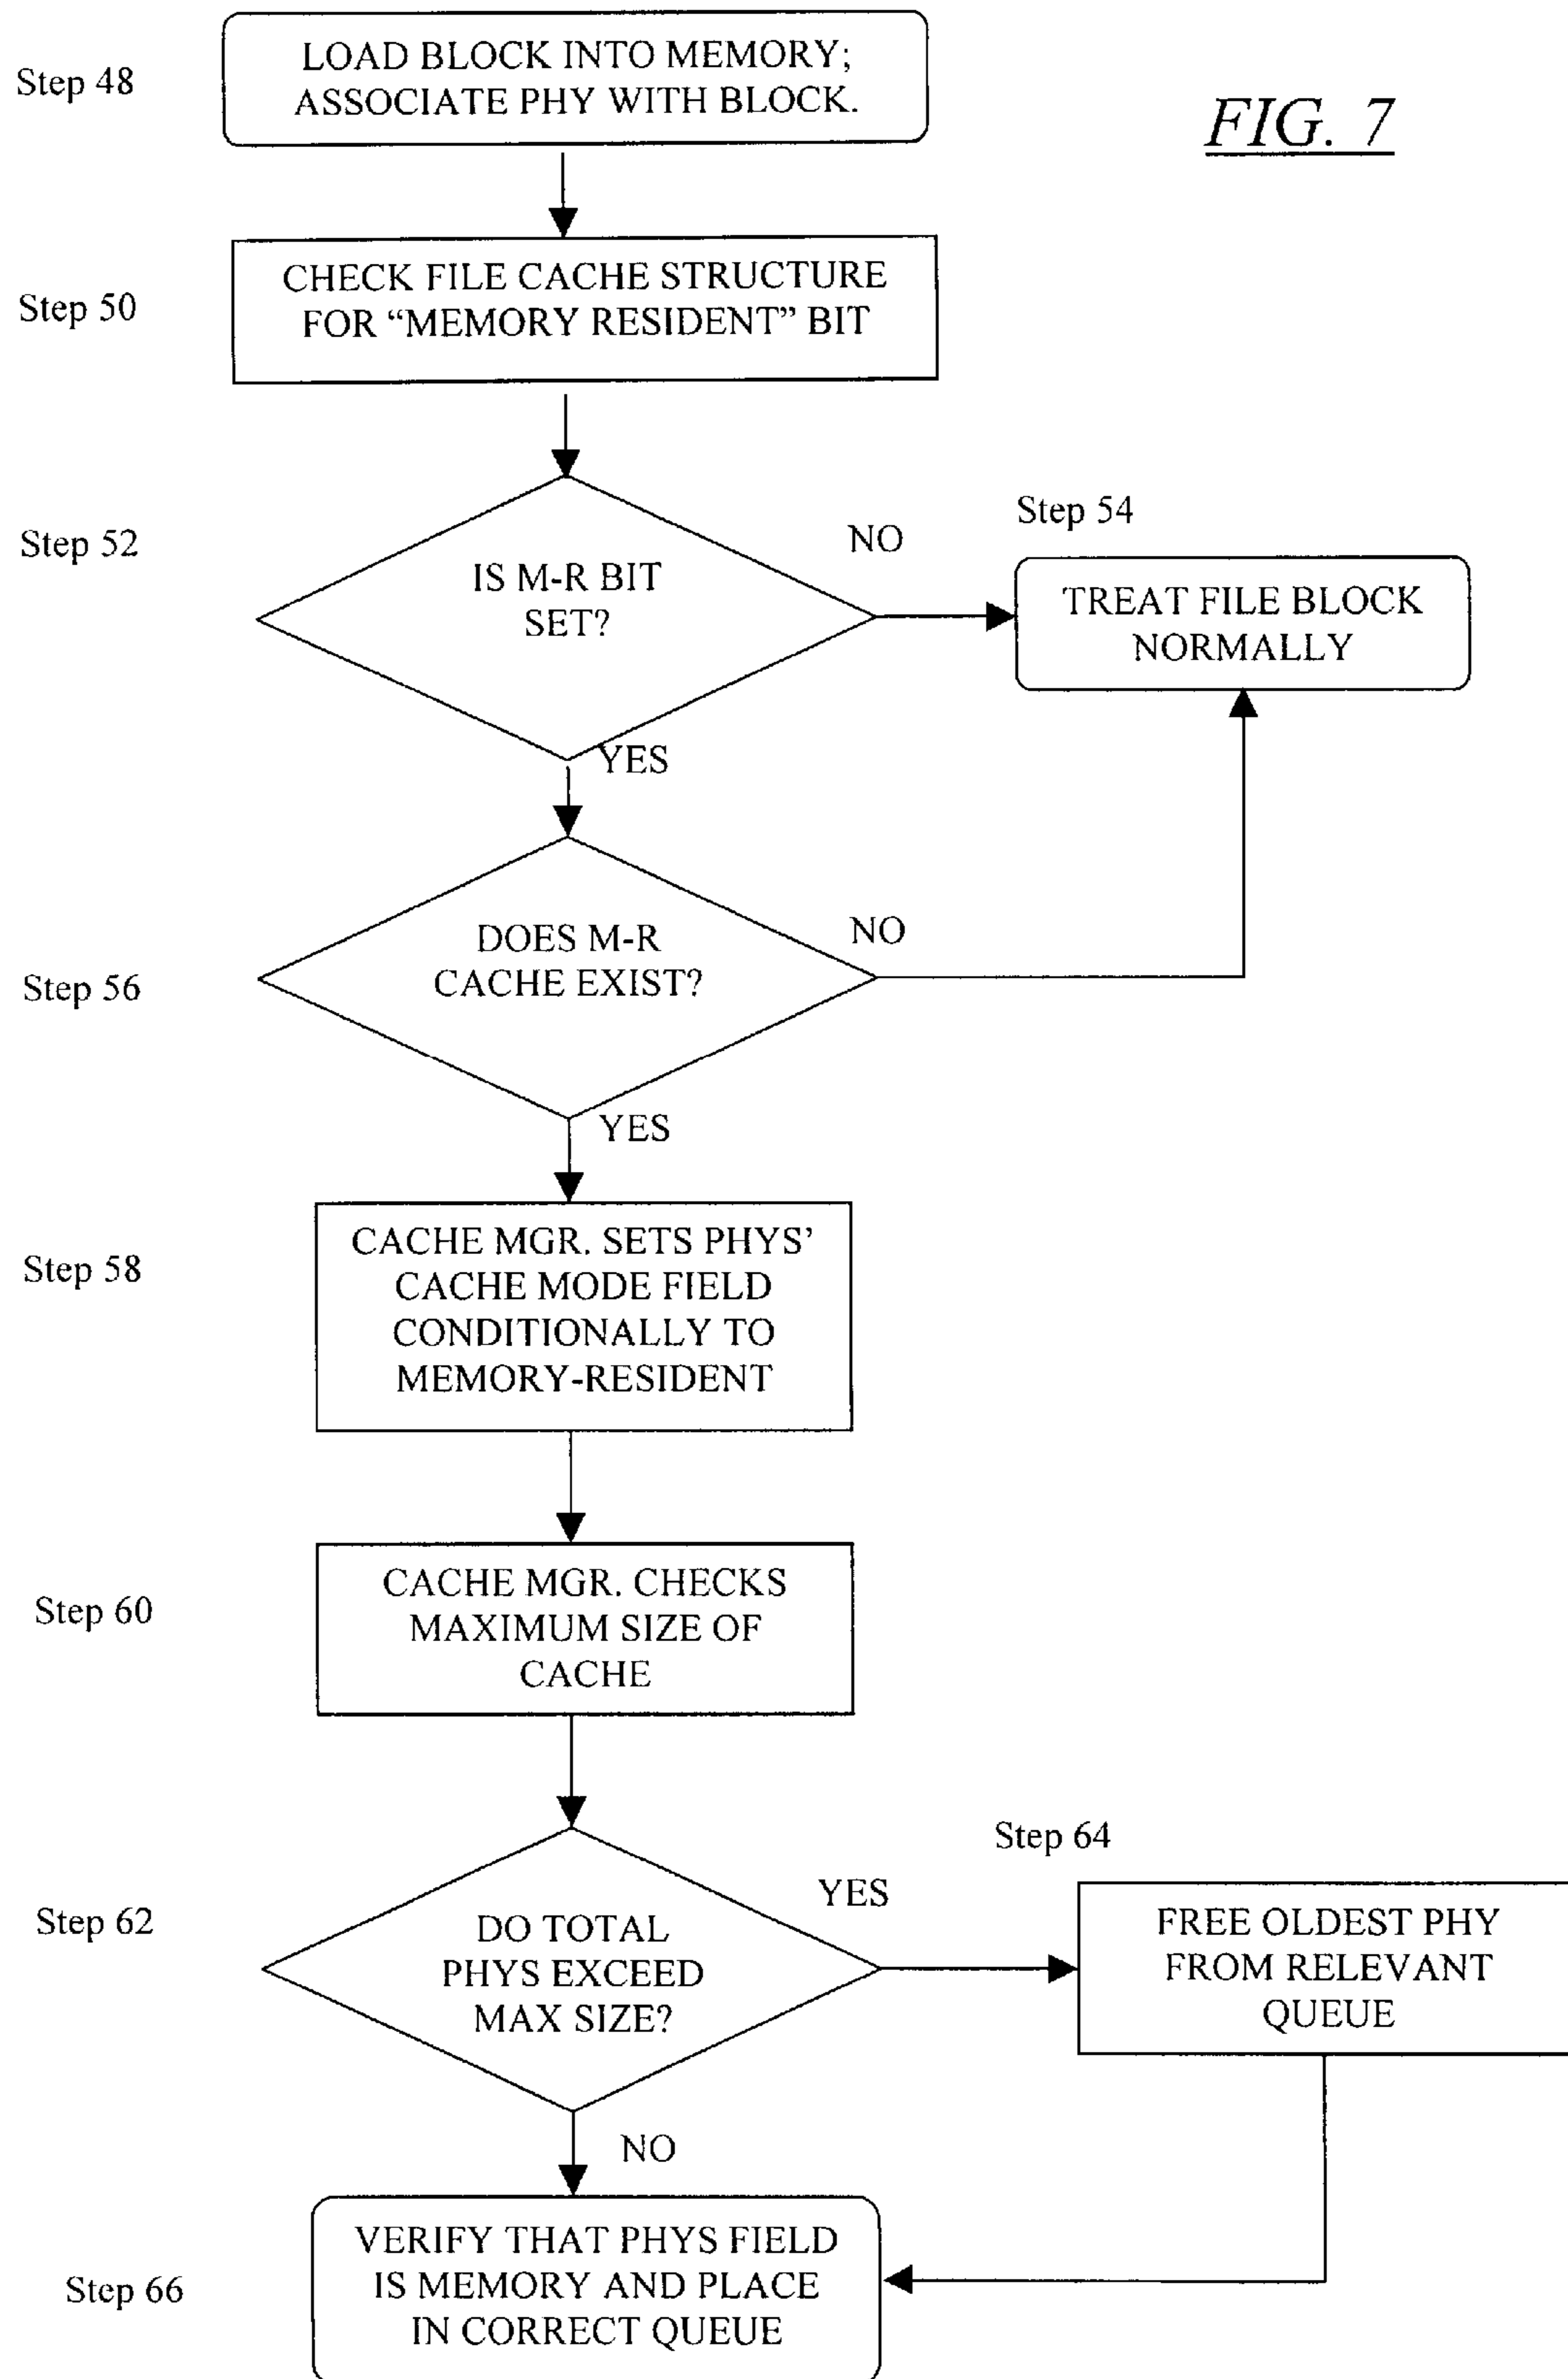 Step 48
LOAD BLOCK INTO MEMORY;
ASSOCIATE PHY WITH BLOCK.
FIG. 7
Step 50
CHECK FILE CACHE STRUCTURE
FOR “MEMORY RESIDENT” BIT
Step 52
IS M-R BIT
SET?
NO
Step 54
TREAT FILE BLOCK
NORMALLY
YES
Step 56
DOES M-R
CACHE EXIST?
NO
YES
Step 58
CACHE MGR. SETS PHYS’
CACHE MODE FIELD
CONDITIONALLY TO
MEMORY-RESIDENT
Step 60
CACHE MGR. CHECKS
MAXIMUM SIZE OF
CACHE
Step 62
DO TOTAL
PHYS EXCEED
MAX SIZE?
YES
Step 64
FREE OLDEST PHY
FROM RELEVANT
QUEUE
NO
Step 66
VERIFY THAT PHYS FIELD
IS MEMORY AND PLACE
IN CORRECT QUEUE